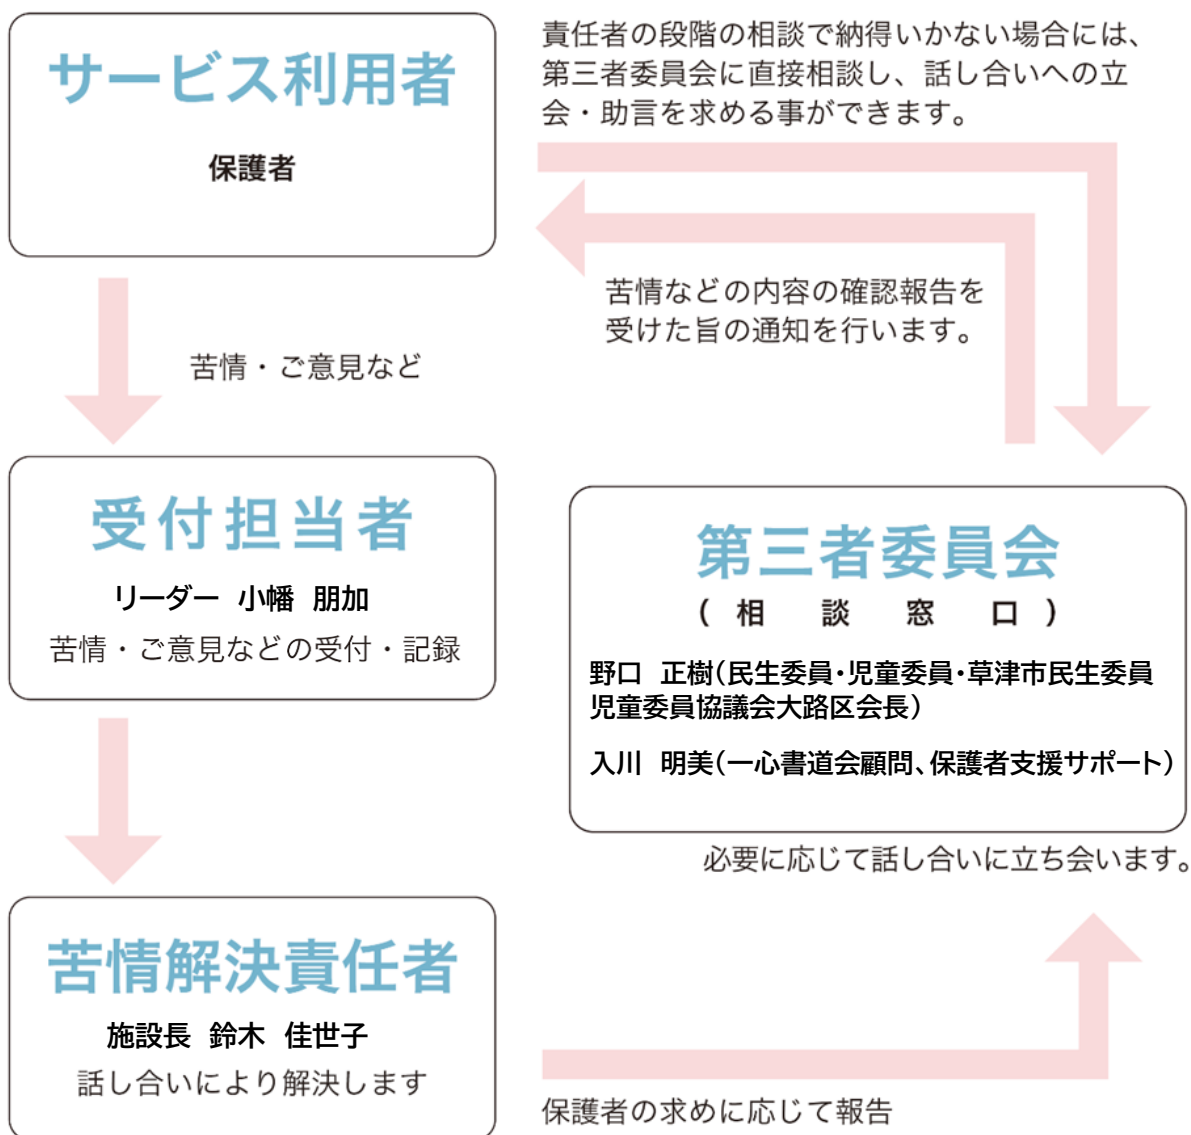 サービス利用者
保護者
責任者の段階の相談で納得いかない場合には、
第三者委員会に直接相談し、話し合いへの立
会・助言を求める事ができます。
苦情などの内容の確認報告を
受けた旨の通知を行います。
苦情・ご意見など
受付担当者
リーダー 小幡 朋加
苦情・ご意見などの受付・記録
第三者委員会
(相談窓口)
野口 正樹(民生委員・児童委員・草津市民生委員
児童委員協議会大路区会長)
入川 明美(一心書道会顧問、保護者支援サポート)
必要に応じて話し合いに立ち会います。
苦情解決責任者
施設長 鈴木 佳世子
話し合いにより解決します
保護者の求めに応じて報告